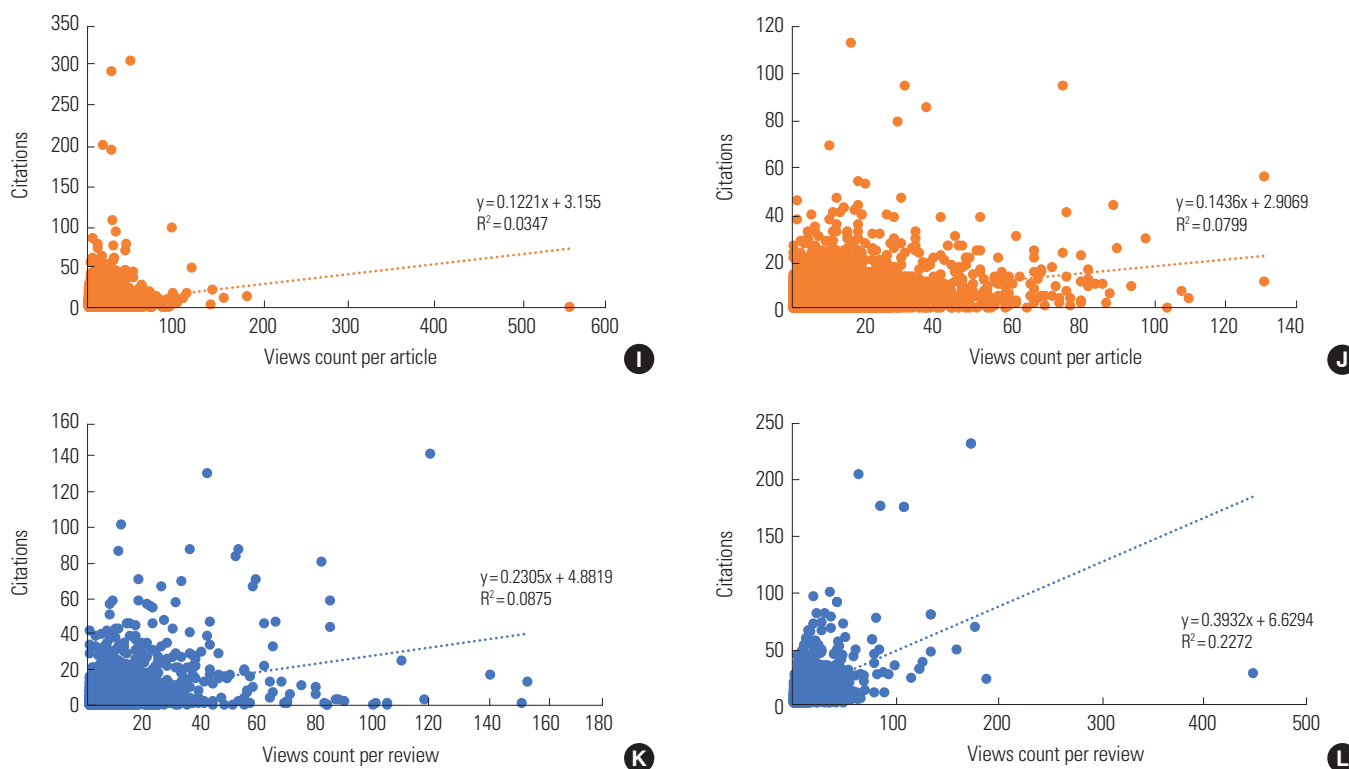 350
300
250
200
150
100
50
0
Citations
y=0.1221x + 3.155
R²=0.0347
100 200 300 400 500 600
Views count per article
I
120
100
80
60
40
20
0
Citations
y=0.1436x + 2.9069
R²=0.0799
20 40 60 80 100 120 140
Views count per article
J
160
140
120
100
80
60
40
20
0
Citations
y=0.2305x + 4.8819
R²=0.0875
20 40 60 80 100 120 140 160 180
Views count per review
K
250
200
150
100
50
0
Citations
y=0.3932x + 6.6294
R²=0.2272
100 200 300 400 500
Views count per review
L